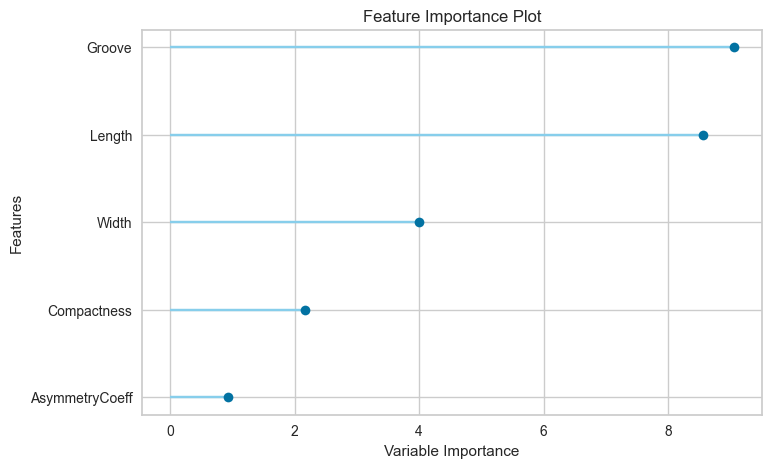 Feature Importance Plot
Groove
Length
Width
Compactness
AsymmetryCoeff
Features
0 2 4 6 8
Variable Importance